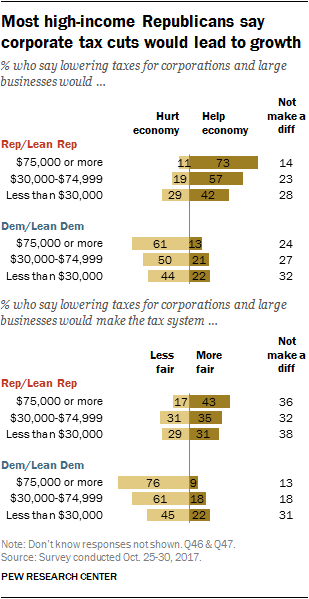 Most high-income Republicans say
corporate tax cuts would lead to growth
% who say lowering taxes for corporations and large
businesses would ...
Hurt economy Help economy Not make a diff
Rep/Lean Rep
$75,000 or more 11 73 14
$30,000-$74,999 19 57 23
Less than $30,000 29 42 28
Dem/Lean Dem
$75,000 or more 61 13 24
$30,000-$74,999 50 21 27
Less than $30,000 44 22 32
% who say lowering taxes for corporations and large
businesses would make the tax system ...
Less fair More fair Not make a diff
Rep/Lean Rep
$75,000 or more 17 43 36
$30,000-$74,999 31 35 32
Less than $30,000 29 31 38
Dem/Lean Dem
$75,000 or more 76 9 13
$30,000-$74,999 61 18 18
Less than $30,000 45 22 31
Note: Don't know responses not shown. Q46 & Q47.
Source: Survey conducted Oct. 25-30, 2017.
PEW RESEARCH CENTER